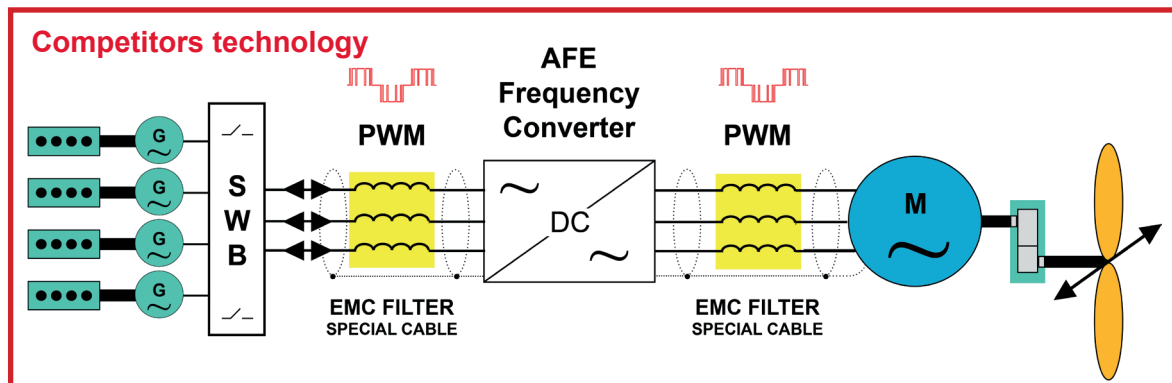 Competitors technology
AFE
Frequency
Converter
PWM
PWM
G
G
G
G
S
W
B
DC
M
EMC FILTER
SPECIAL CABLE
EMC FILTER
SPECIAL CABLE